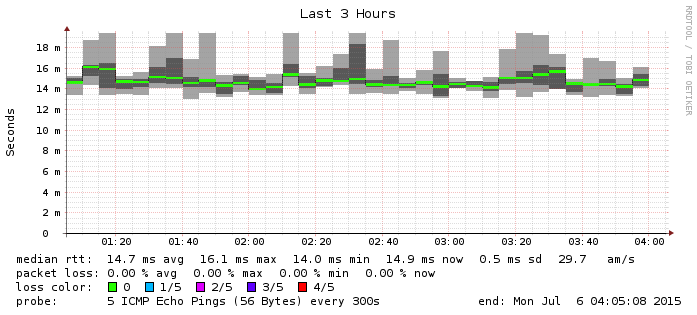 Last 3 Hours
RRDTOOL / TOBI OETIKER
Seconds
18 m
16 m
14 m
12 m
10 m
8 m
6 m
4 m
2 m
0
01:20 01:40 02:00 02:20 02:40 03:00 03:20 03:40 04:00
median rtt: 14.7 ms avg 16.1 ms max 14.0 ms min 14.9 ms now 0.5 ms sd 29.7 am/s
packet loss: 0.00 % avg 0.00 % max 0.00 % min 0.00 % now
loss color: 0 1/5 2/5 3/5 4/5
probe: 5 ICMP Echo Pings (56 Bytes) every 300s end: Mon Jul 6 04:05:08 2015